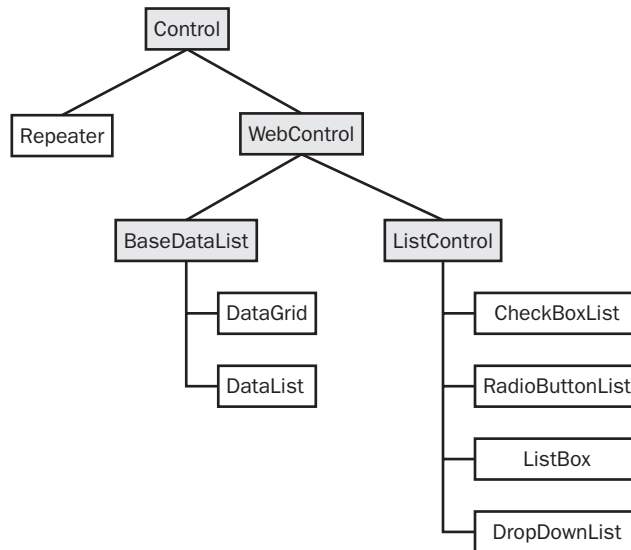 Control
Repeater
WebControl
BaseDataList
ListControl
DataGrid
CheckBoxList
DataList
RadioButtonList
ListBox
DropDownList